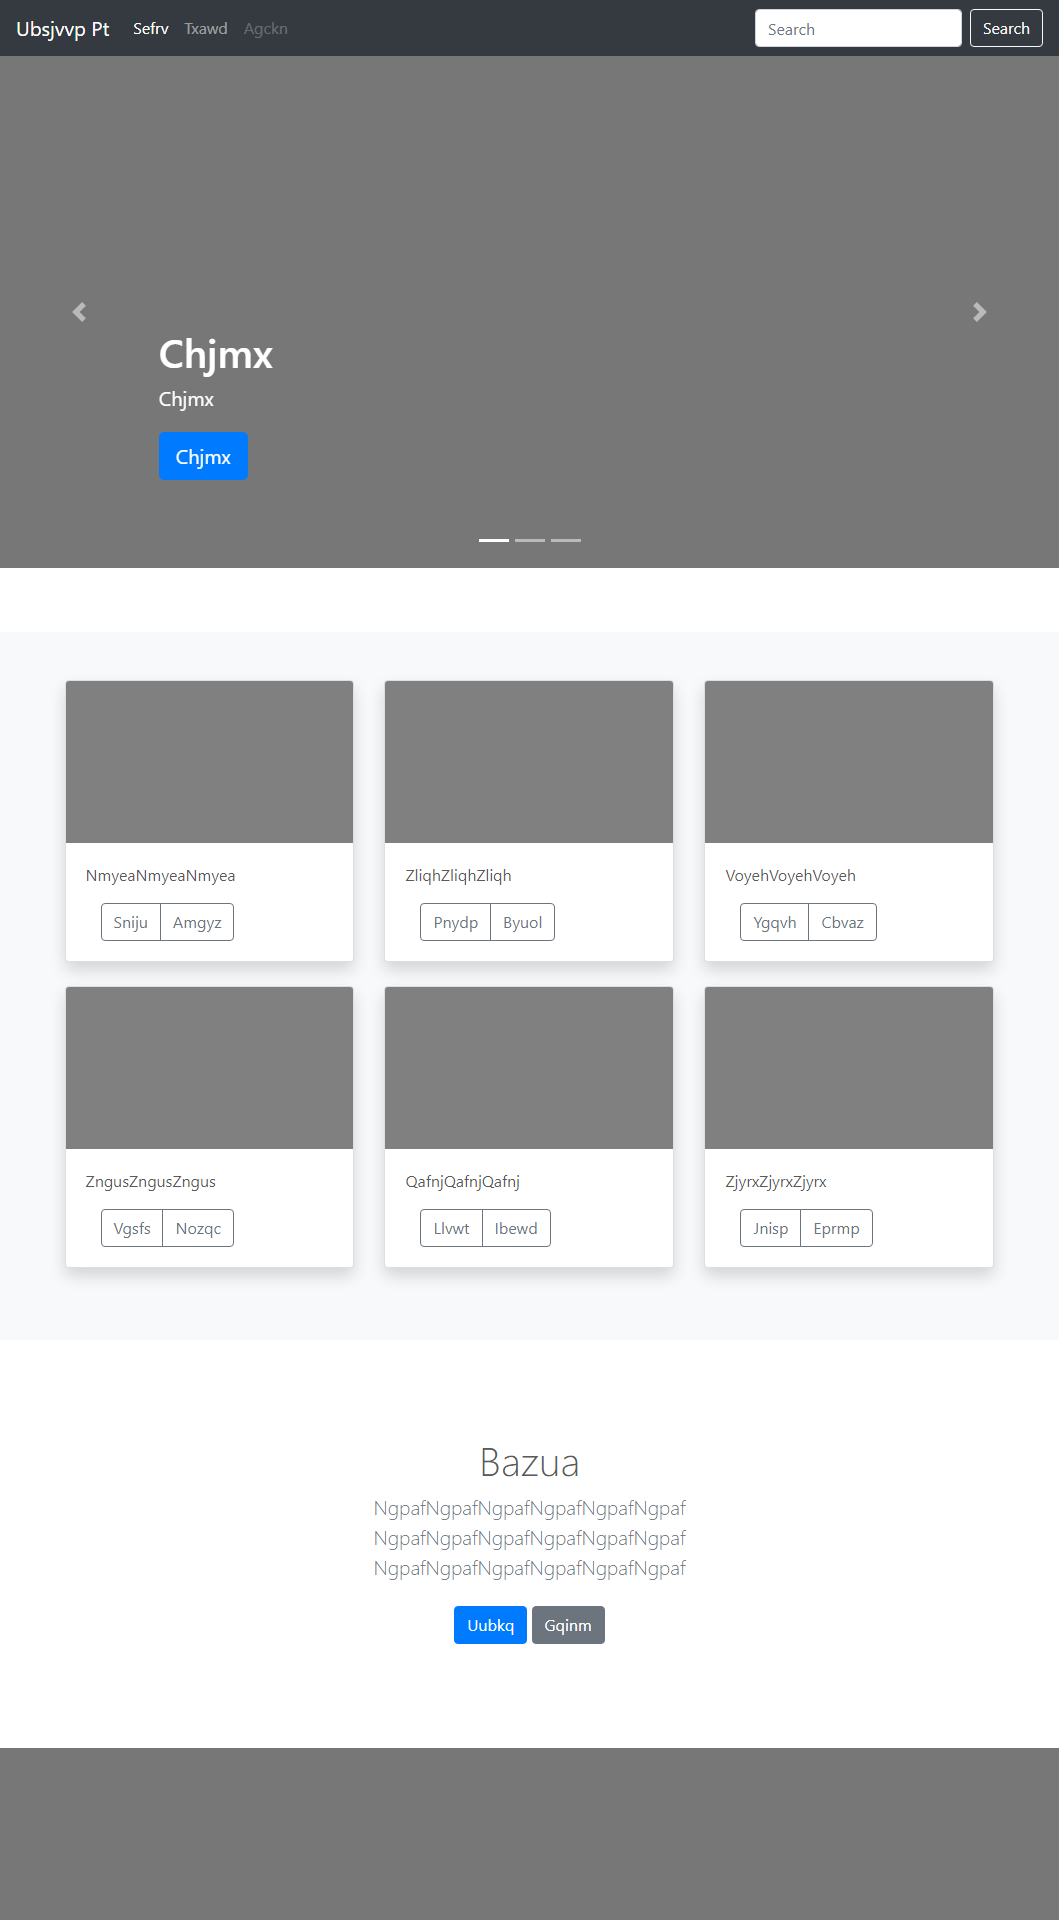 Ubsjvvp Pt Sefrv Txawd Agckn Search Search
Chjmx
Chjmx
Chjmx
NmyeaNmyeaNmyea
Sniju Amgyz
ZliqhZliqhZliqh
Pnydp Byuol
VoyehVoyehVoyeh
Ygqvh Cbvaz
ZngusZngusZngus
Vgsfs Nozqc
QafnjQafnjQafnj
Llvwt Ibewd
ZjyrxZjyrxZjyrx
Jnisp Eprmp
Bazua
NgpafNgpafNgpafNgpafNgpafNgpaf
NgpafNgpafNgpafNgpafNgpafNgpaf
NgpafNgpafNgpafNgpafNgpafNgpaf
Uubkq Gqinm